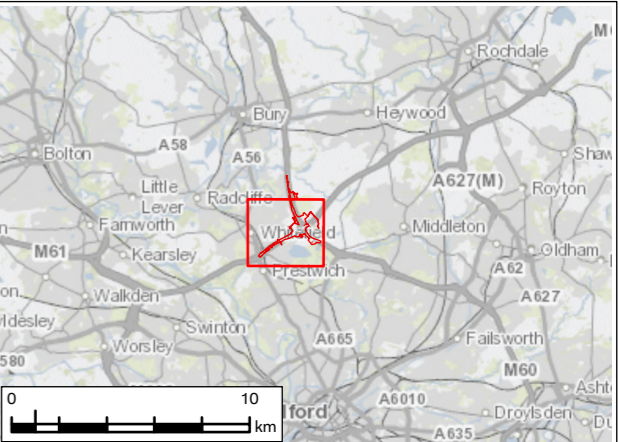 Rochdale
Bury
Heywood
A58
Bolton
A56
Shaw
A627(M)
Little
Lever
Radcliffe
Royton
Farnworth
Whitefield
Middleton
M61
Kearsley
Oldham
A62
Prestwich
Walkden
A627
Swinton
A665
Failsworth
Worsley
580
M60
0
10
km
A6010
Droylsden
A635